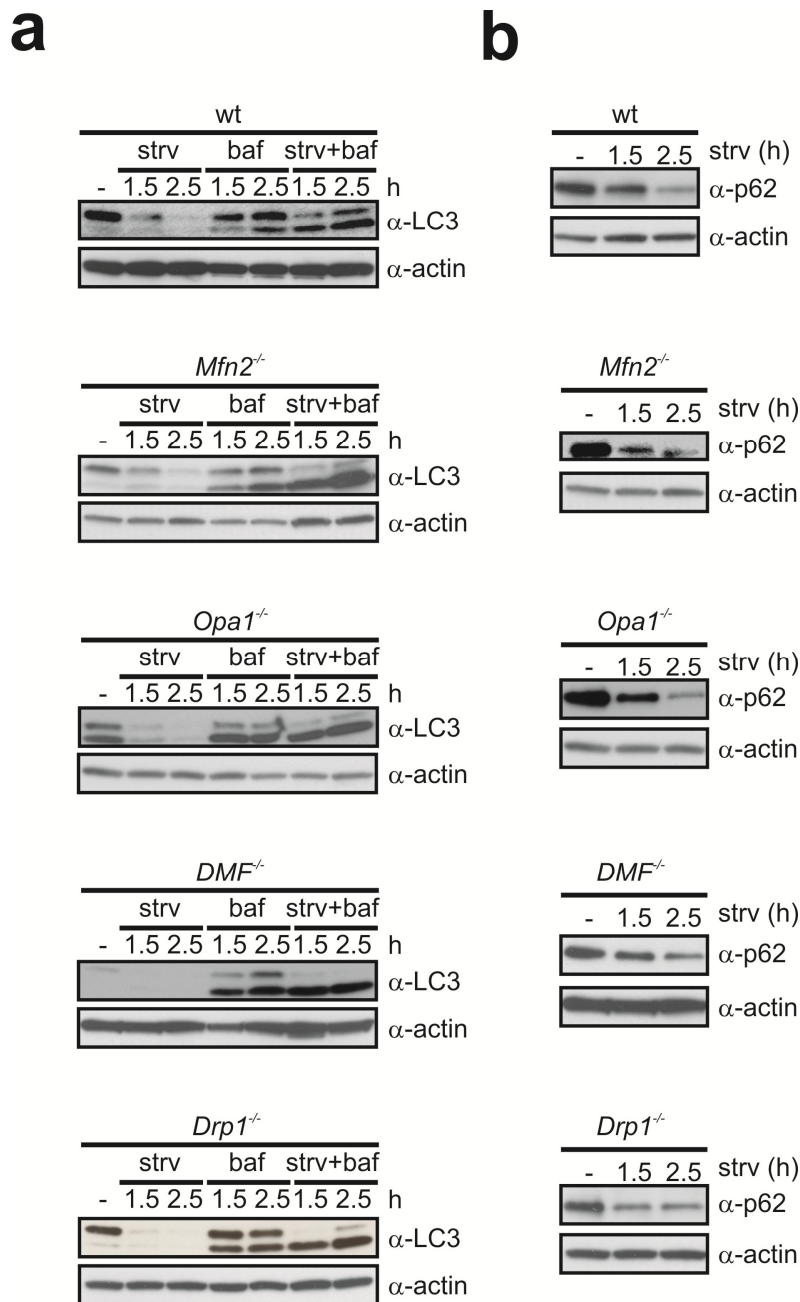 a
wt
strv baf strv+baf
- 1.5 2.5 1.5 2.5 1.5 2.5 h
α-LC3
α-actin
Mfn2-/-
strv baf strv+baf
- 1.5 2.5 1.5 2.5 1.5 2.5 h
α-LC3
α-actin
Opa1-/-
strv baf strv+baf
- 1.5 2.5 1.5 2.5 1.5 2.5 h
α-LC3
α-actin
DMF-/-
strv baf strv+baf
- 1.5 2.5 1.5 2.5 1.5 2.5 h
α-LC3
α-actin
Drp1-/-
strv baf strv+baf
- 1.5 2.5 1.5 2.5 1.5 2.5 h
α-LC3
α-actin
b
wt
- 1.5 2.5 strv (h)
α-p62
α-actin
Mfn2-/-
- 1.5 2.5 strv (h)
α-p62
α-actin
Opa1-/-
- 1.5 2.5 strv (h)
α-p62
α-actin
DMF-/-
- 1.5 2.5 strv (h)
α-p62
α-actin
Drp1-/-
- 1.5 2.5 strv (h)
α-p62
α-actin